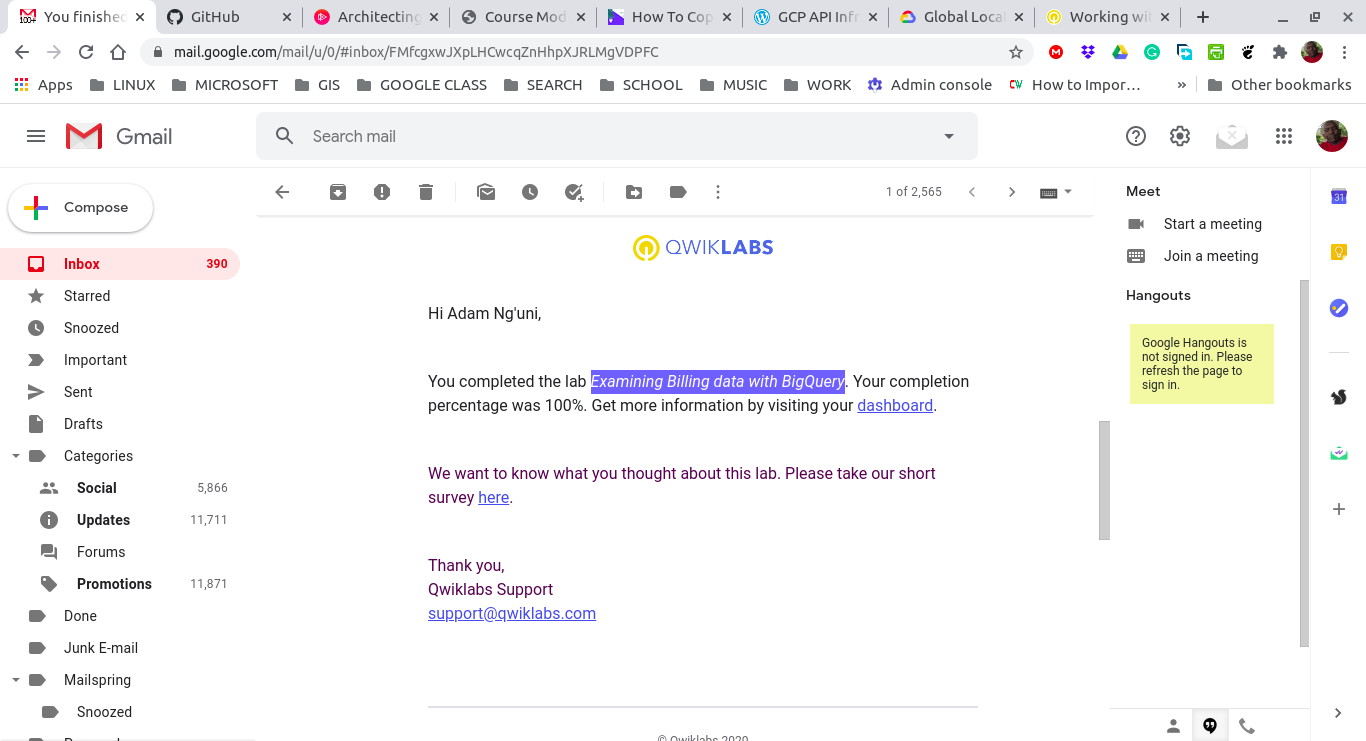 You finished
GitHub
Architecting
Course Mod
How To Cop
GCP API Infr
Global Local
Working wi
mail.google.com/mail/u/0/#inbox/FMfcgxwJXpLHCwcqZnHhpXJRLMgVDPFC
Apps LINUX MICROSOFT GIS GOOGLE CLASS SEARCH SCHOOL MUSIC WORK Admin console How to Impor… » Other bookmarks
Gmail
Search mail
Compose
1 of 2,565
Inbox 390
Starred
Snoozed
Important
Sent
Drafts
Categories
Social 5,866
Updates 11,711
Forums
Promotions 11,871
Done
Junk E-mail
Mailspring
Snoozed
QWIKLABS
Hi Adam Ng'uni,
You completed the lab Examining Billing data with BigQuery. Your completion
percentage was 100%. Get more information by visiting your dashboard.
We want to know what you thought about this lab. Please take our short
survey here.
Thank you,
Qwiklabs Support
support@qwiklabs.com
© Qwiklabs 2020
Meet
Start a meeting
Join a meeting
Hangouts
Google Hangouts is
not signed in. Please
refresh the page to
sign in.
31